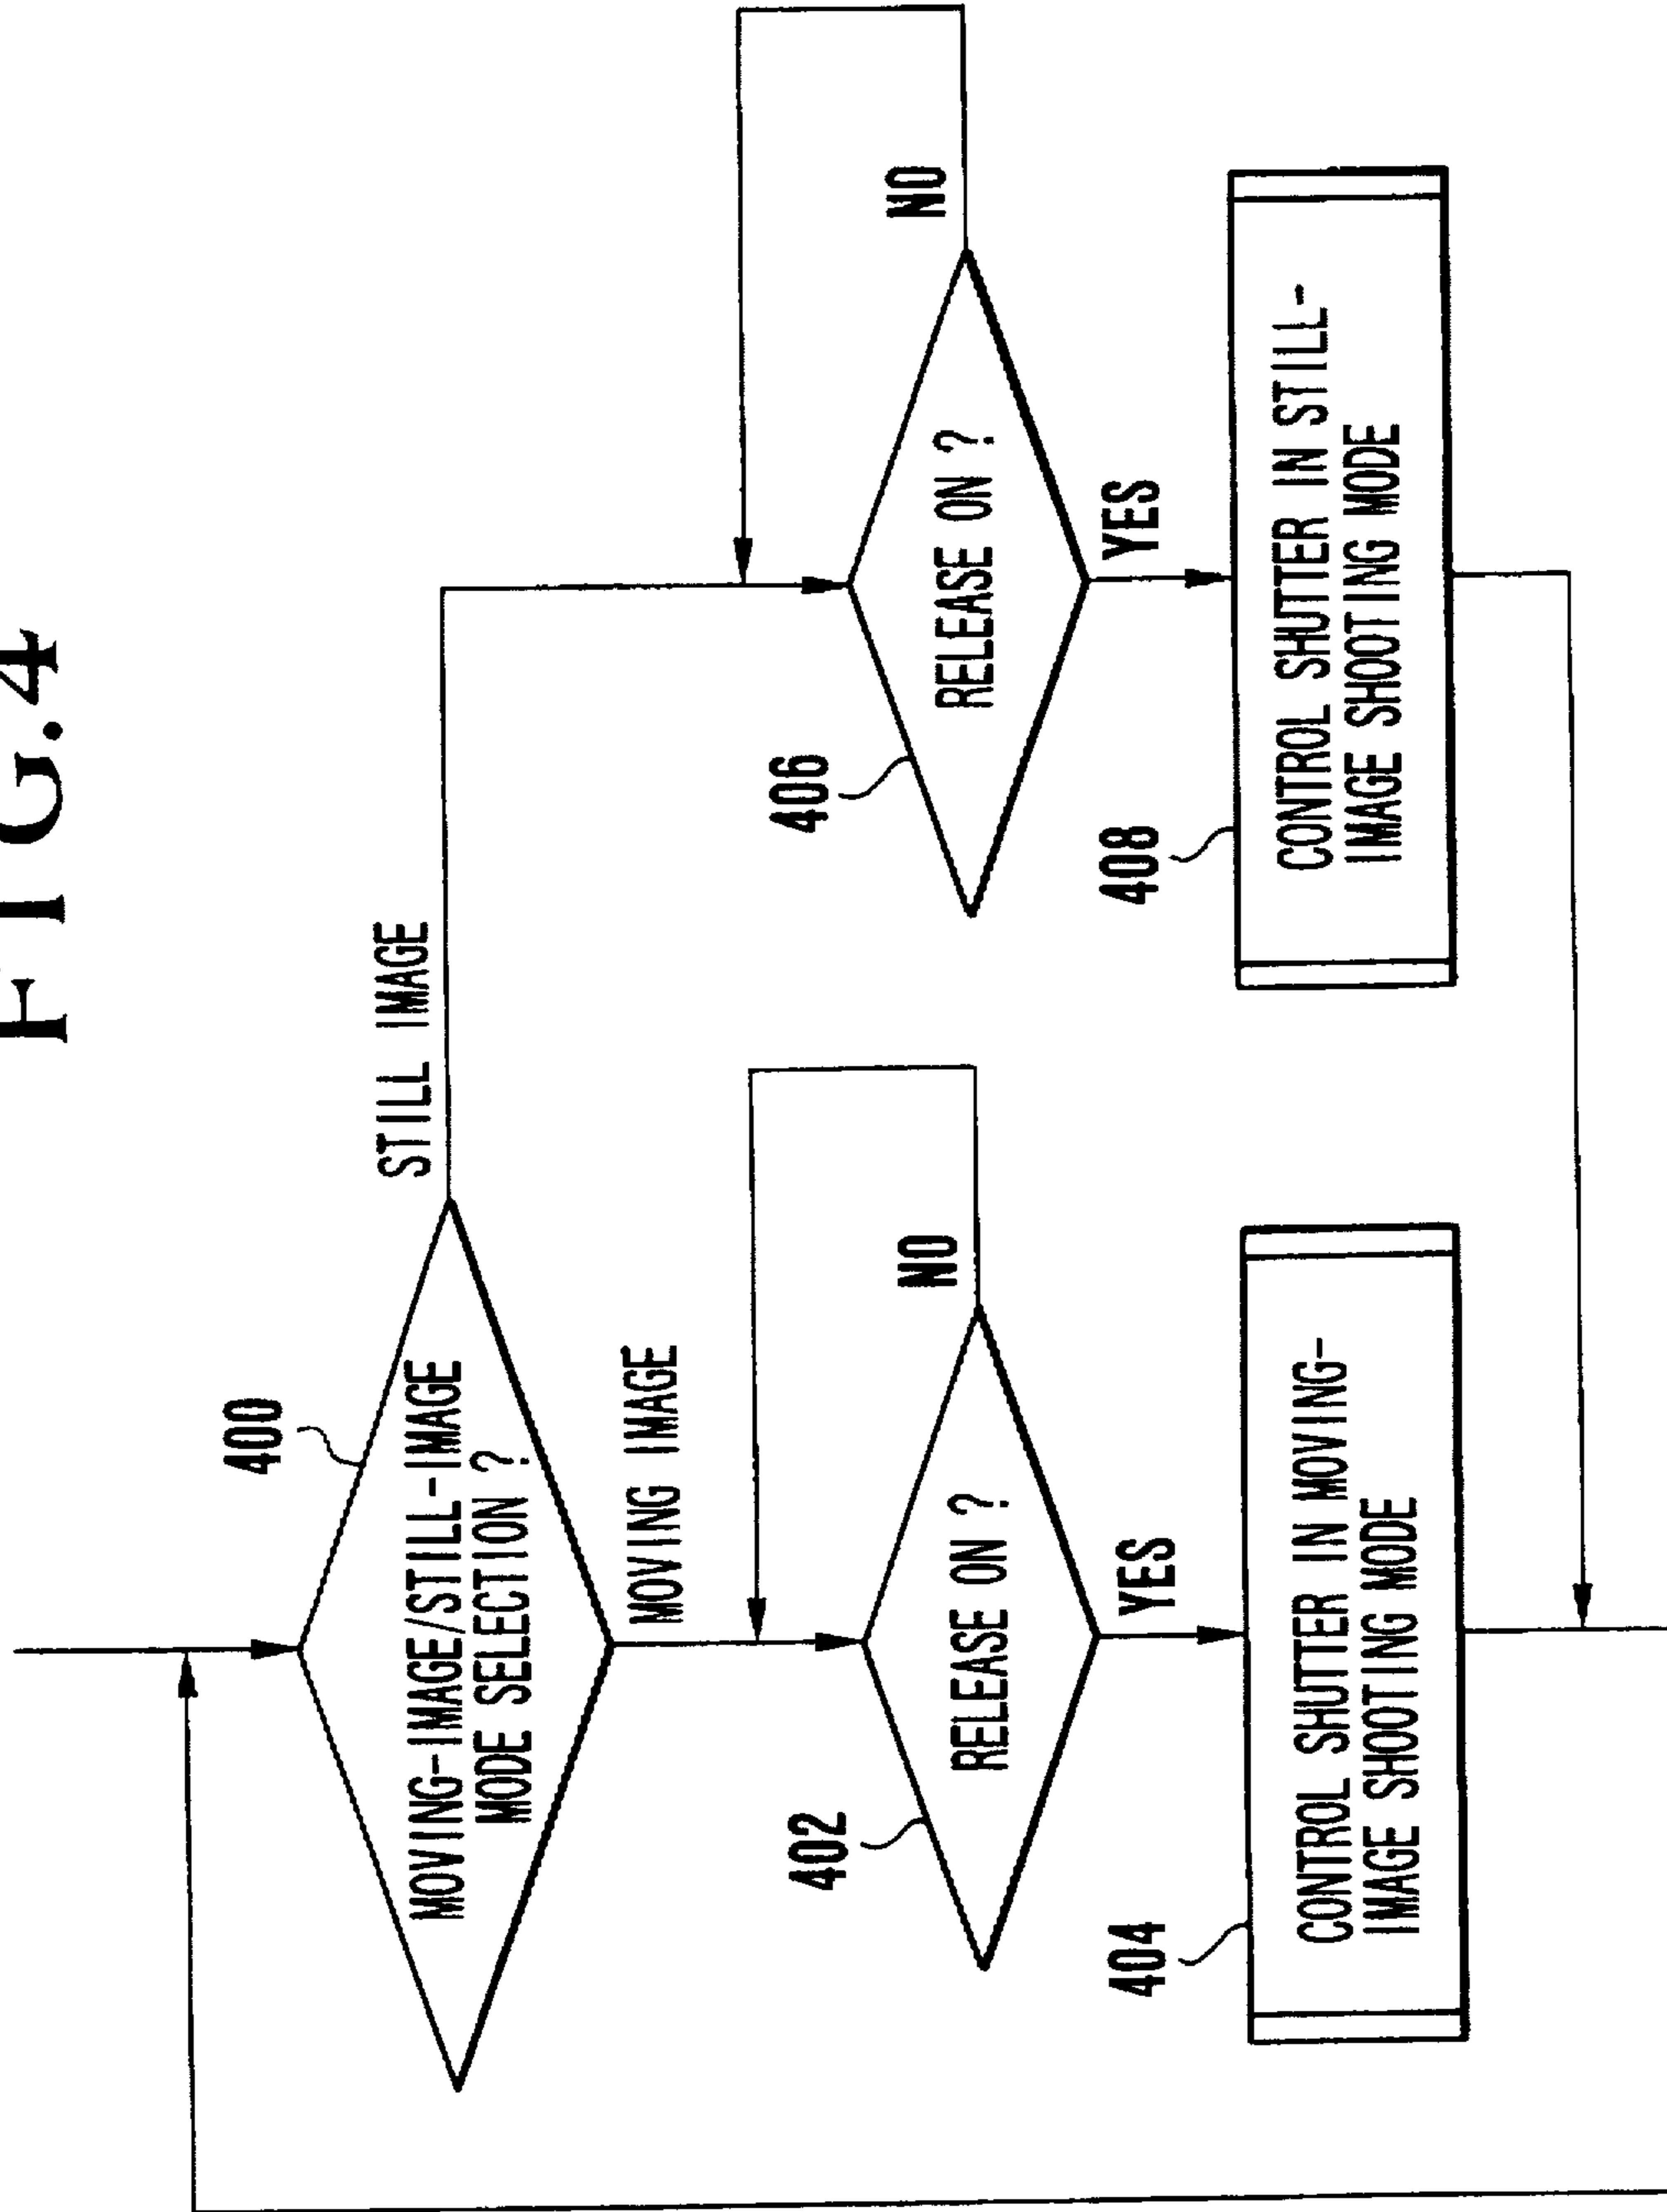 FIG.4
400
MOVING-IMAGE/STILL-IMAGE
MODE SELECTION ?
STILL IMAGE
MOVING IMAGE
402
RELEASE ON ?
NO
YES
404
CONTROL SHUTTER IN MOVING-
IMAGE SHOOTING MODE
406
RELEASE ON ?
NO
YES
408
CONTROL SHUTTER IN STILL-
IMAGE SHOOTING MODE